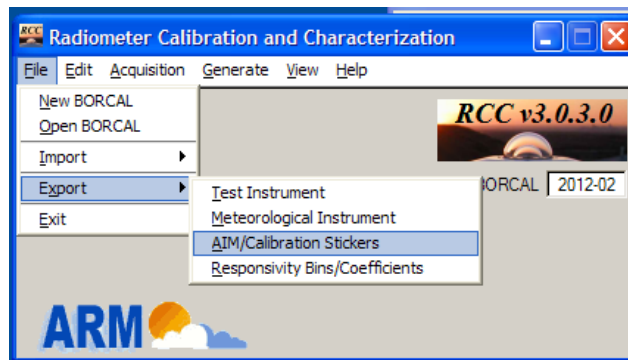 RCC Radiometer Calibration and Characterization
File Edit Acquisition Generate View Help
New BORCAL
Open BORCAL
Import
Export
Exit
RCC v3.0.3.0
BORCAL 2012-02
Test Instrument
Meteorological Instrument
AIM/Calibration Stickers
Responsivity Bins/Coefficients
ARM